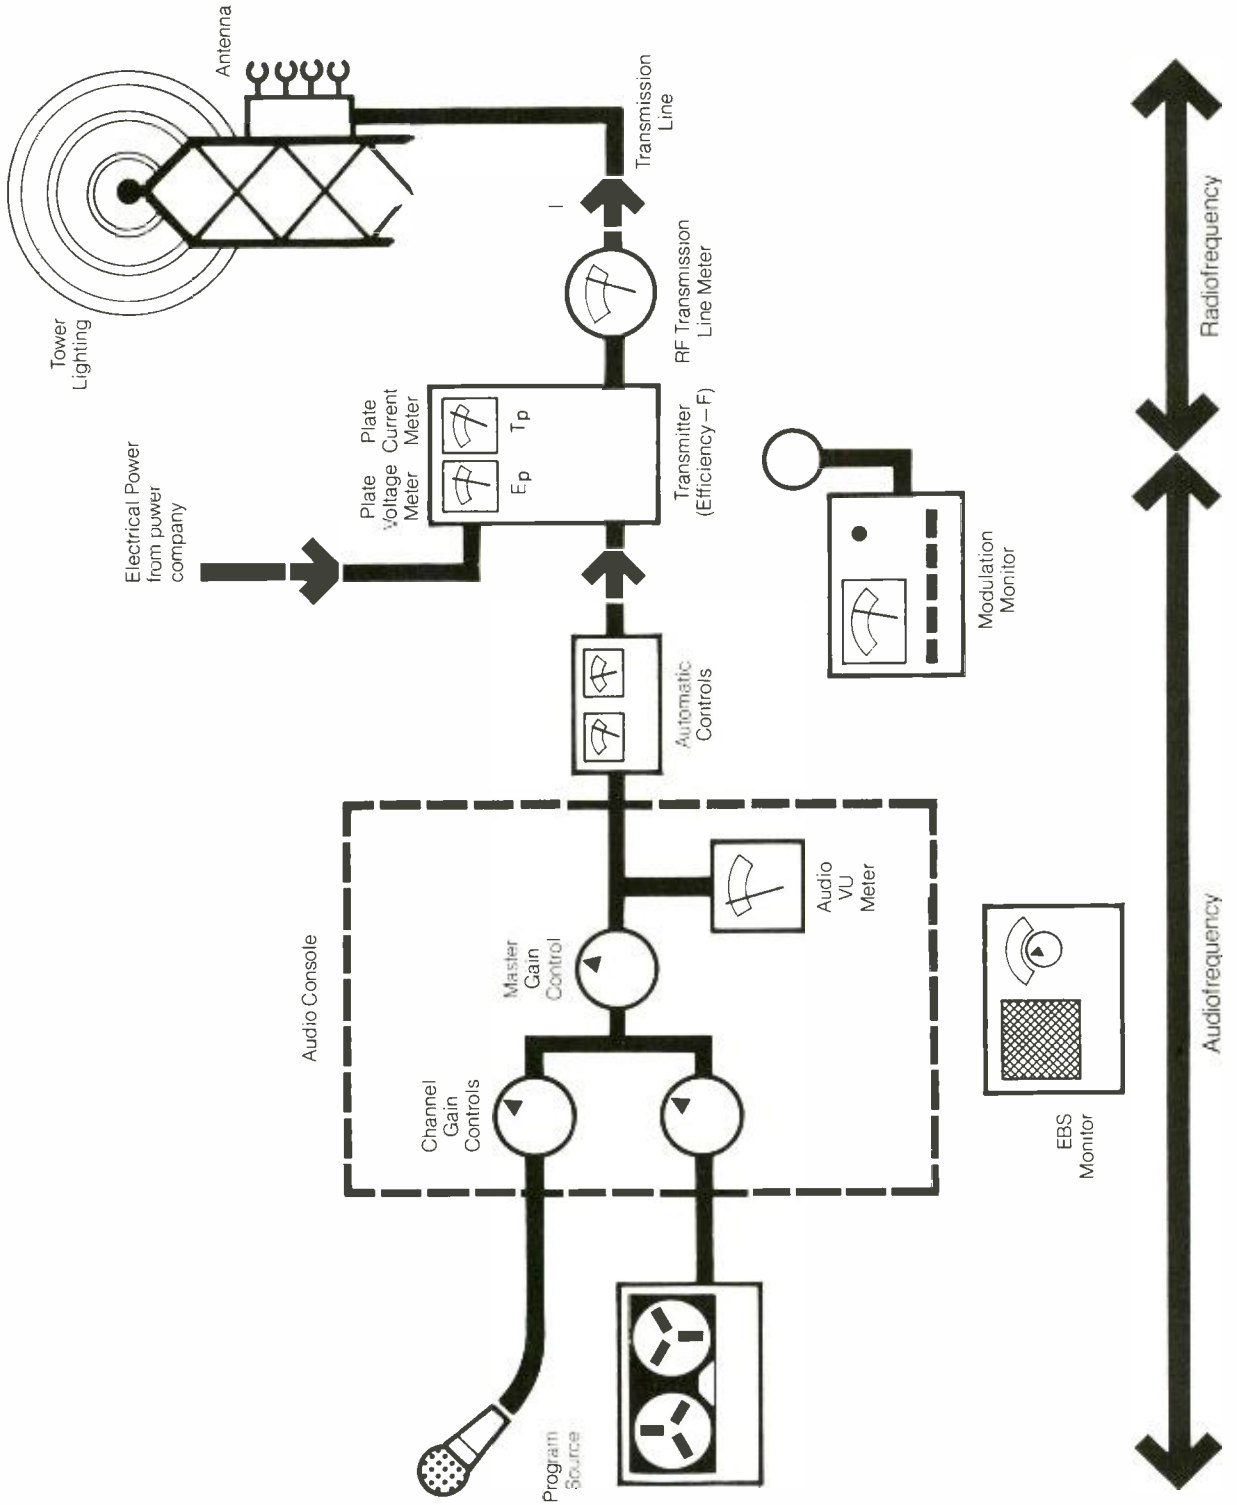 Program
Source
Audio Console
Channel
Gain
Controls
Master
Gain
Control
Audio
VU
Meter
Automatic
Controls
Electrical Power
from power
company
Plate
Voltage
Meter
Plate
Current
Meter
Ep
Tp
Transmitter
(Efficiency – F)
RF Transmission
Line Meter
I
Transmission
Line
Tower
Lighting
Antenna
EBS
Monitor
Modulation
Monitor
Audiofrequency
Radiofrequency